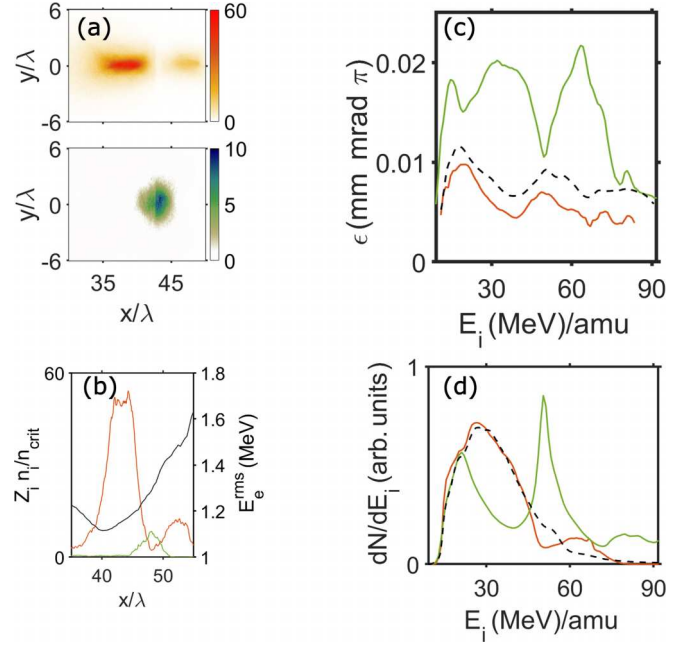 (a)
y/λ
6
0
-6
60
30
0
y/λ
6
0
-6
10
5
0
35
45
x/λ
(c)
ϵ (mm mrad π)
0.02
0.01
0
30
60
90
E_i (MeV)/amu
(b)
Z_i n_i/n_crit
60
30
0
1.8
1.6
1.4
1.2
1
E_e^rms (MeV)
40
50
x/λ
(d)
dN/dE_i (arb. units)
1
0
30
60
90
E_i (MeV)/amu